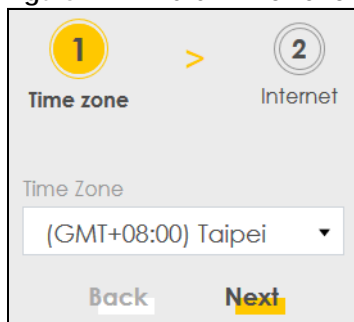 1 > 2
Time zone Internet
Time Zone
(GMT+08:00) Taipei
Back Next